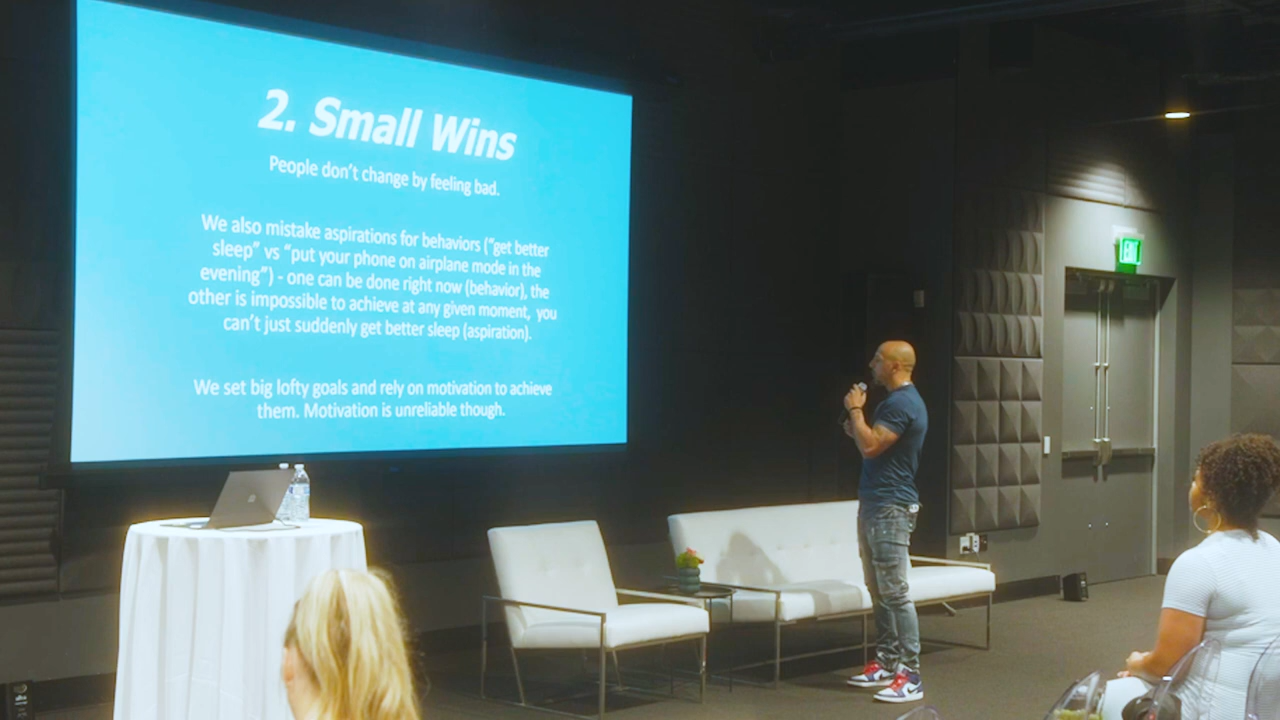 2. Small Wins
People don't change by feeling bad.
We also mistake aspirations for behaviors ("get better
sleep" vs "put your phone on airplane mode in the
evening") - one can be done right now (behavior), the
other is impossible to achieve at any given moment, you
can't just suddenly get better sleep (aspiration).
We set big lofty goals and rely on motivation to achieve
them. Motivation is unreliable though.
EXIT